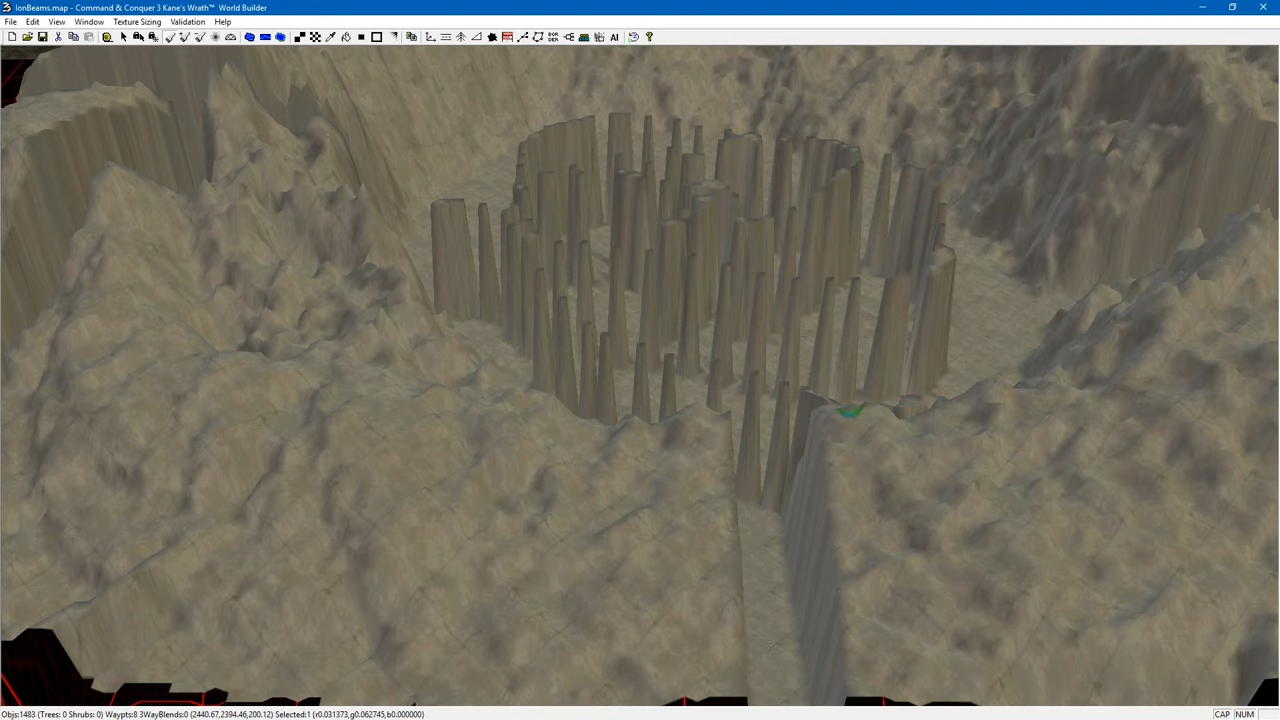 IonBeams.map - Command & Conquer 3 Kane's Wrath™ World Builder
File Edit View Window Texture Sizing Validation Help
AI
Objs:1483 (Trees: 0 Shrubs: 0) Waypts:8 3WayBlends:0 (2440.67,2394.46,200.12) Selected:1 (r0.031373,g0.062745,b0.000000)
CAP NUM